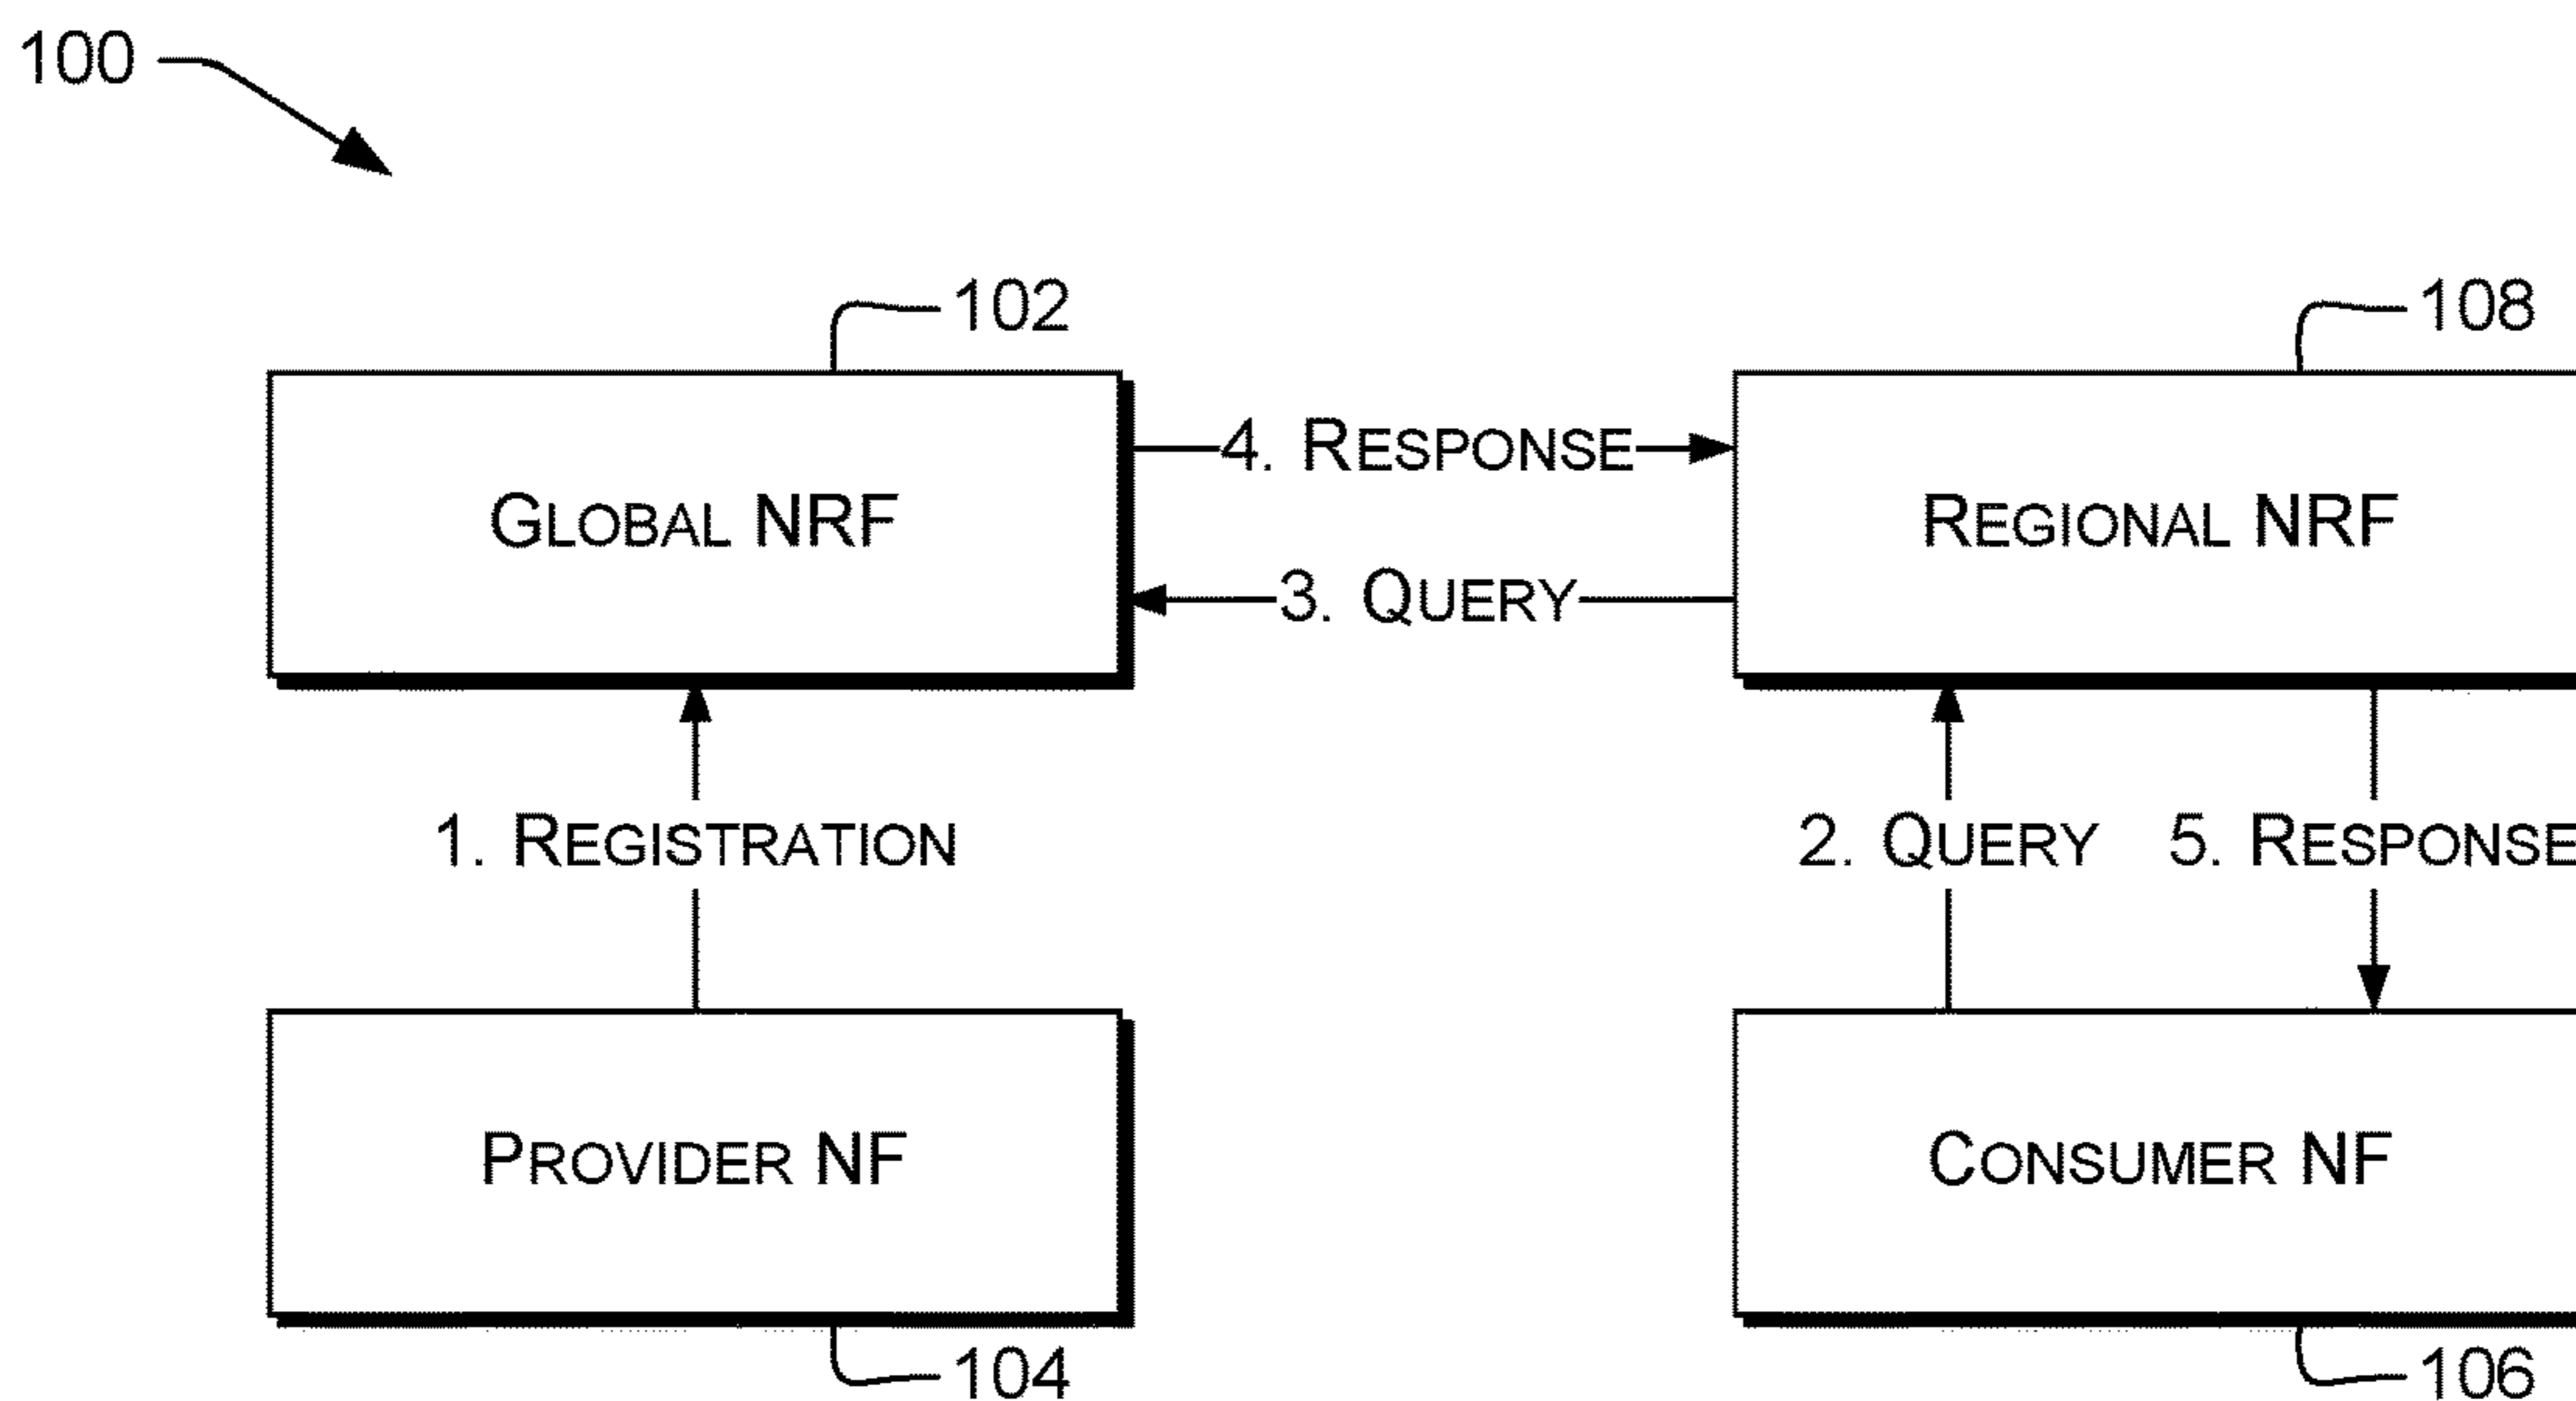 100
102
108
4. RESPONSE
GLOBAL NRF
REGIONAL NRF
3. QUERY
1. REGISTRATION
2. QUERY
5. RESPONSE
PROVIDER NF
CONSUMER NF
104
106